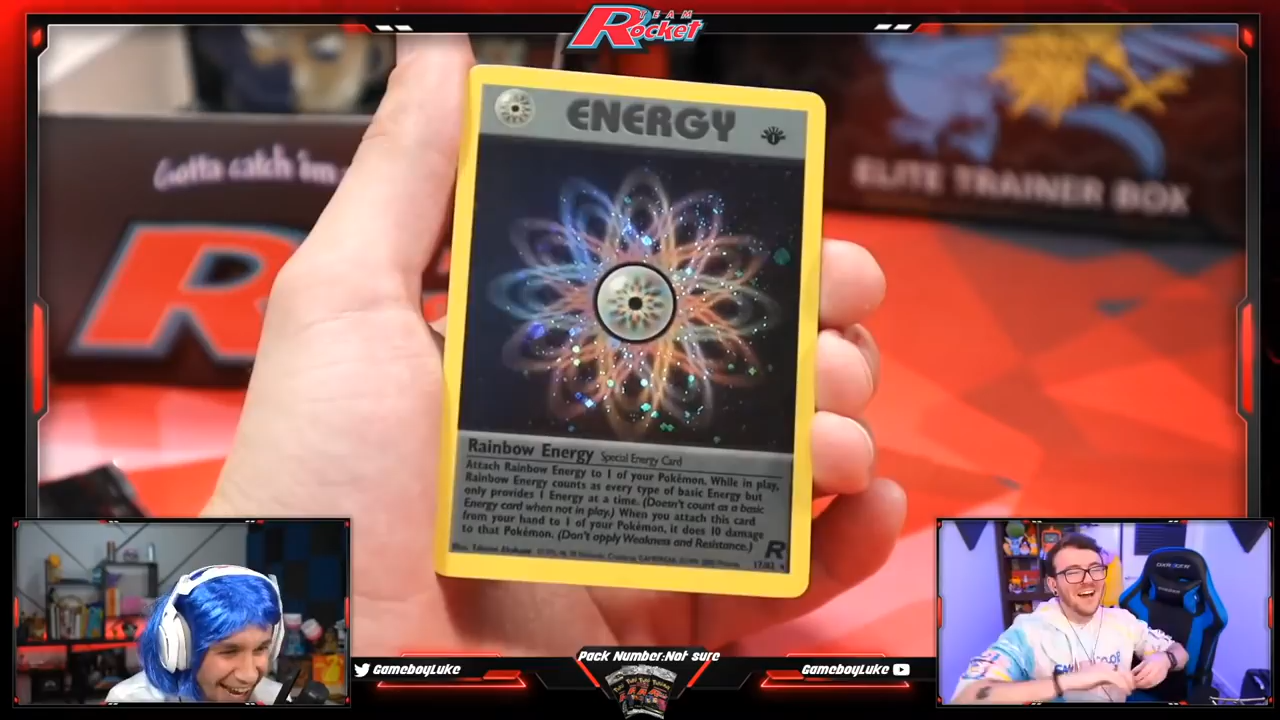 TEAM
Rocket
Gotta catch 'im
R
ELITE TRAINER BOX
ENERGY
Rainbow Energy Special Energy Card
Attach Rainbow Energy to 1 of your Pokémon. While in play,
Rainbow Energy counts as every type of basic Energy but
only provides 1 Energy at a time. (Doesn't count as a basic
Energy card when not in play.) When you attach this card
from your hand to 1 of your Pokémon, it does 10 damage
to that Pokémon. (Don't apply Weakness and Resistance.)
R
17/82
Pack Number:Not sure
GameboyLuke
GameboyLuke